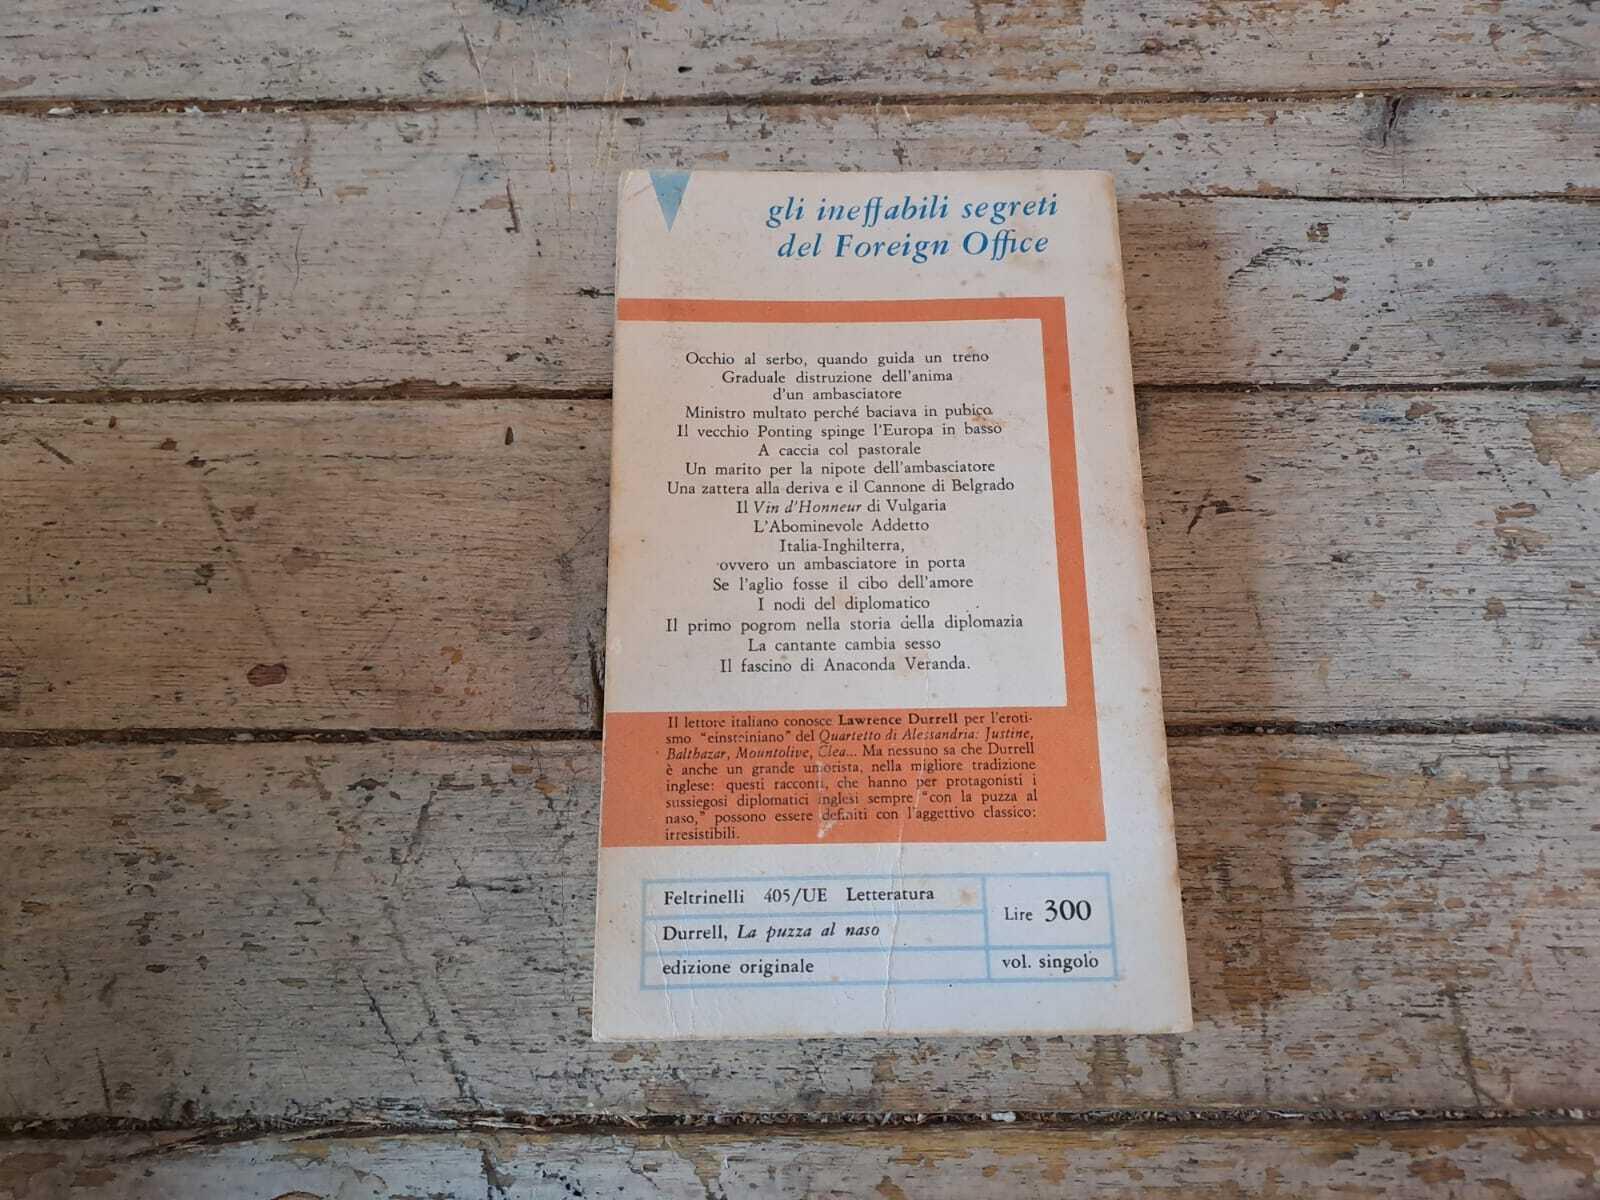 gli ineffabili segreti
del Foreign Office
Occhio al serbo, quando guida un treno
Graduale distruzione dell'anima
d'un ambasciatore
Ministro multato perché baciava in pubico
Il vecchio Ponting spinge l'Europa in basso
A caccia col pastorale
Un marito per la nipote dell'ambasciatore
Una zattera alla deriva e il Cannone di Belgrado
Il Vin d'Honneur di Vulgaria
L'Abominevole Addetto
Italia-Inghilterra,
ovvero un ambasciatore in porta
Se l'aglio fosse il cibo dell'amore
I nodi del diplomatico
Il primo pogrom nella storia della diplomazia
La cantante cambia sesso
Il fascino di Anaconda Veranda.
Il lettore italiano conosce Lawrence Durrell per l'eroti-
smo "einsteiniano" del Quartetto di Alessandria: Justine,
Balthazar, Mountolive, Clea... Ma nessuno sa che Durrell
è anche un grande umorista, nella migliore tradizione
inglese: questi racconti, che hanno per protagonisti i
sussiegosi diplomatici inglesi sempre "con la puzza al
naso," possono essere definiti con l'aggettivo classico:
irresistibili.
Feltrinelli 405/UE Letteratura
Durrell, La puzza al naso
edizione originale
Lire 300
vol. singolo